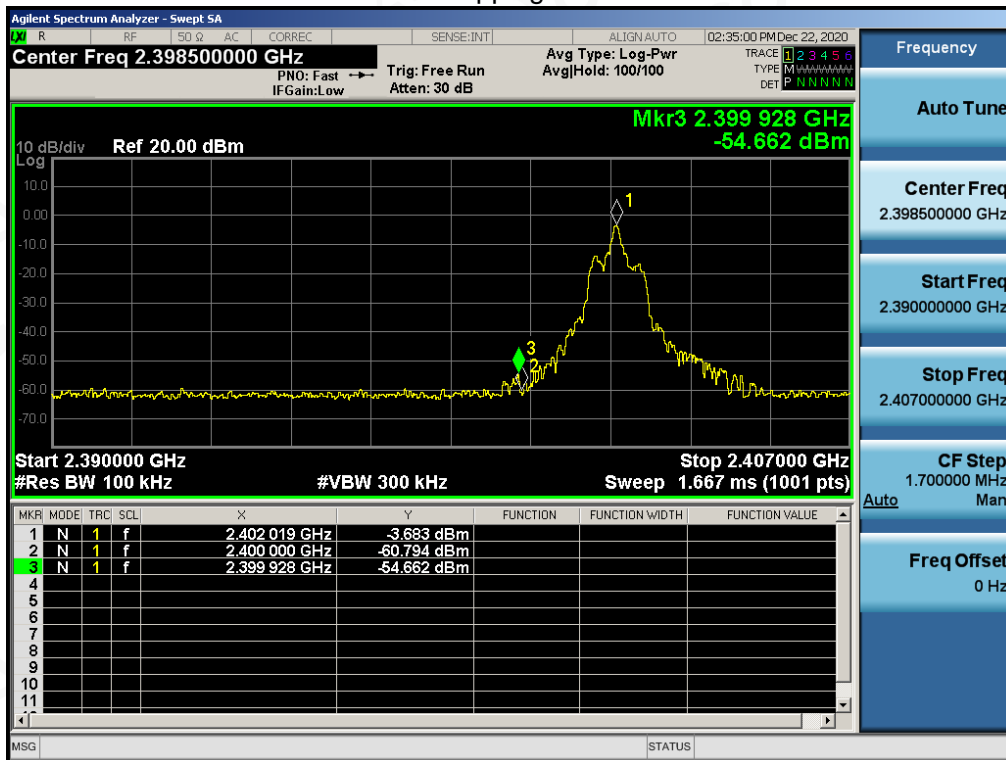 Agilent Spectrum Analyzer - Swept SA
LXI R RF 50 Ω AC CORREC SENSE:INT ALIGN AUTO 02:35:00 PM Dec 22, 2020
Center Freq 2.398500000 GHz
PNO: Fast
IFGain:Low
Trig: Free Run
Atten: 30 dB
Avg Type: Log-Pwr
Avg|Hold: 100/100
TRACE 1 2 3 4 5 6
TYPE M
DET P N N N N N
Mkr3 2.399 928 GHz
-54.662 dBm
10 dB/div Ref 20.00 dBm
Log
10.0
0.00
-10.0
-20.0
-30.0
-40.0
-50.0
-60.0
-70.0
1
3
2
Start 2.390000 GHz Stop 2.407000 GHz
#Res BW 100 kHz #VBW 300 kHz Sweep 1.667 ms (1001 pts)
MKR MODE TRC SCL X Y FUNCTION FUNCTION WIDTH FUNCTION VALUE
1 N 1 f 2.402 019 GHz -3.683 dBm
2 N 1 f 2.400 000 GHz -60.794 dBm
3 N 1 f 2.399 928 GHz -54.662 dBm
4
5
6
7
8
9
10
11
MSG STATUS
Frequency
Auto Tune
Center Freq
2.398500000 GHz
Start Freq
2.390000000 GHz
Stop Freq
2.407000000 GHz
CF Step
1.700000 MHz
Auto Man
Freq Offset
0 Hz